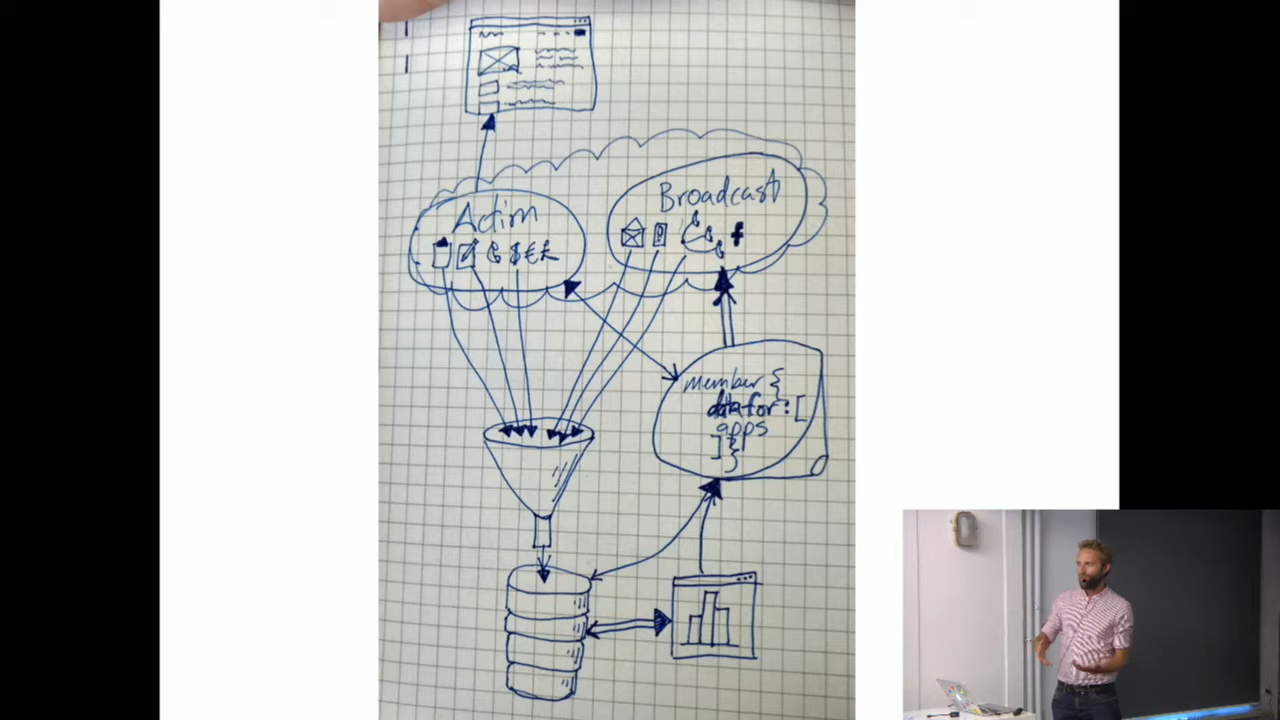 Action
Broadcast
$ € £
f
member {
data for : [
apps
] }
}